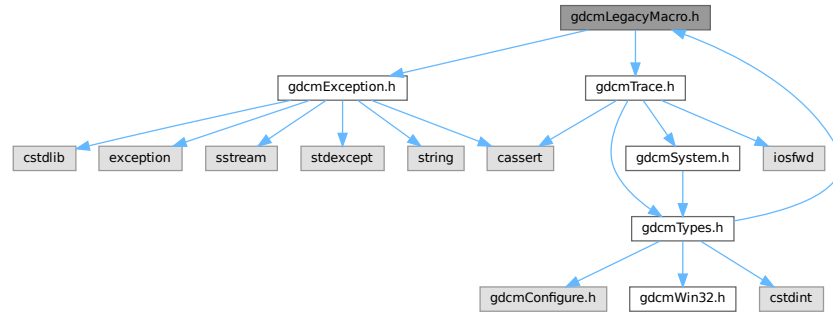 gdcmLegacyMacro.h
gdcmException.h
gdcmTrace.h
cstdlib
exception
sstream
stdexcept
string
cassert
gdcmSystem.h
iosfwd
gdcmTypes.h
gdcmConfigure.h
gdcmWin32.h
cstdint